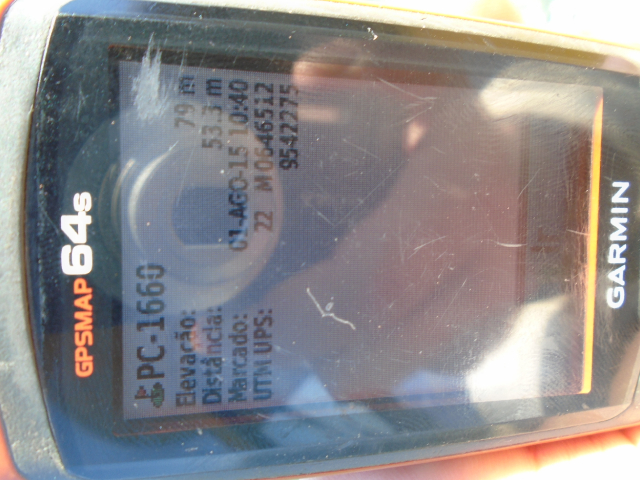 GPSMAP 64s
PC-1660
Elevação: 79 m
Distância: 53.3 m
Marcado: 01-AGO-15 10:40
UTM UPS: 22 M 0646512
9542275
GARMIN